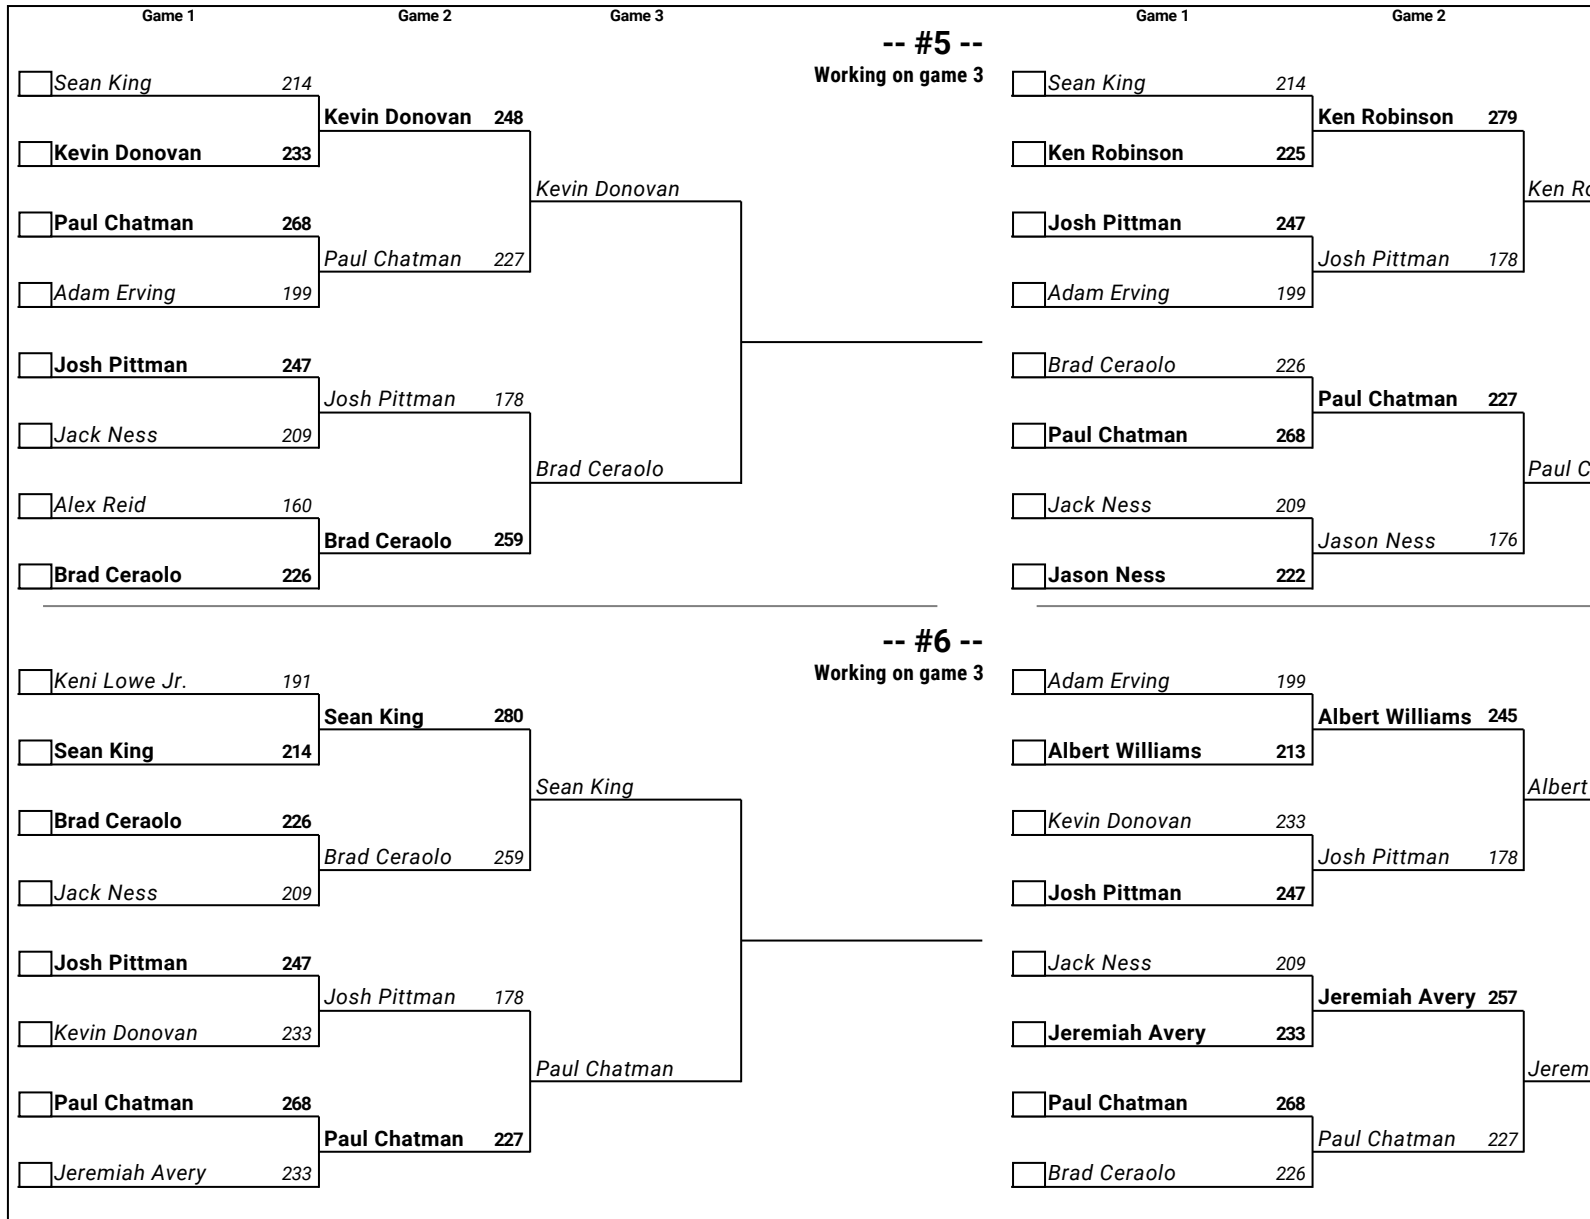 Game 1 Game 2 Game 3 Game 1 Game 2
-- #5 --
Working on game 3
Sean King 214
Kevin Donovan 248
Kevin Donovan 233
Kevin Donovan
Paul Chatman 268
Paul Chatman 227
Adam Erving 199
Josh Pittman 247
Josh Pittman 178
Jack Ness 209
Brad Ceraolo
Alex Reid 160
Brad Ceraolo 259
Brad Ceraolo 226
Sean King 214
Ken Robinson 279
Ken Robinson 225
Ken Ro
Josh Pittman 247
Josh Pittman 178
Adam Erving 199
Brad Ceraolo 226
Paul Chatman 227
Paul Chatman 268
Paul C
Jack Ness 209
Jason Ness 176
Jason Ness 222
-- #6 --
Working on game 3
Keni Lowe Jr. 191
Sean King 280
Sean King 214
Sean King
Brad Ceraolo 226
Brad Ceraolo 259
Jack Ness 209
Josh Pittman 247
Josh Pittman 178
Kevin Donovan 233
Paul Chatman
Paul Chatman 268
Paul Chatman 227
Jeremiah Avery 233
Adam Erving 199
Albert Williams 245
Albert Williams 213
Albert
Kevin Donovan 233
Josh Pittman 178
Josh Pittman 247
Jack Ness 209
Jeremiah Avery 257
Jeremiah Avery 233
Jerem
Paul Chatman 268
Paul Chatman 227
Brad Ceraolo 226